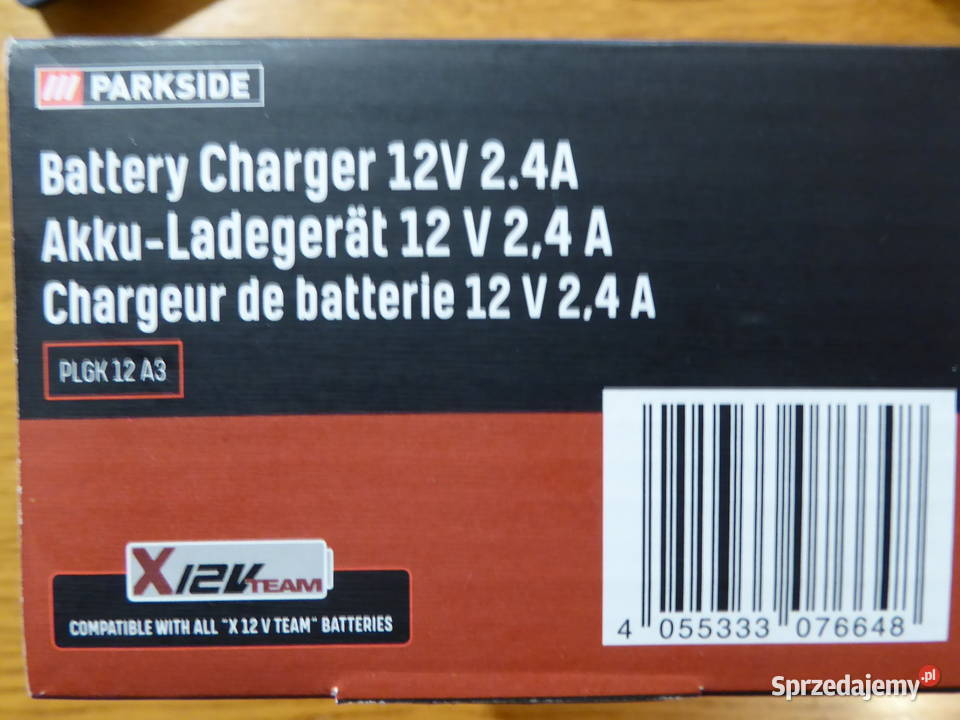 PARKSIDE
Battery Charger 12V 2.4A
Akku-Ladegerät 12 V 2,4 A
Chargeur de batterie 12 V 2,4 A
PLGK 12 A3
X12V TEAM
COMPATIBLE WITH ALL "X 12 V TEAM" BATTERIES
4 055333 076648
Sprzedajemy.pl